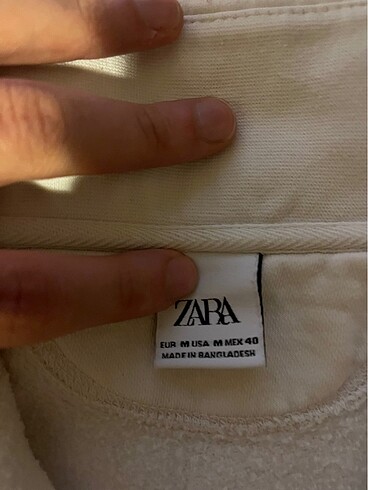 ZARA
EUR M USA M MEX 40
MADE IN BANGLADESH